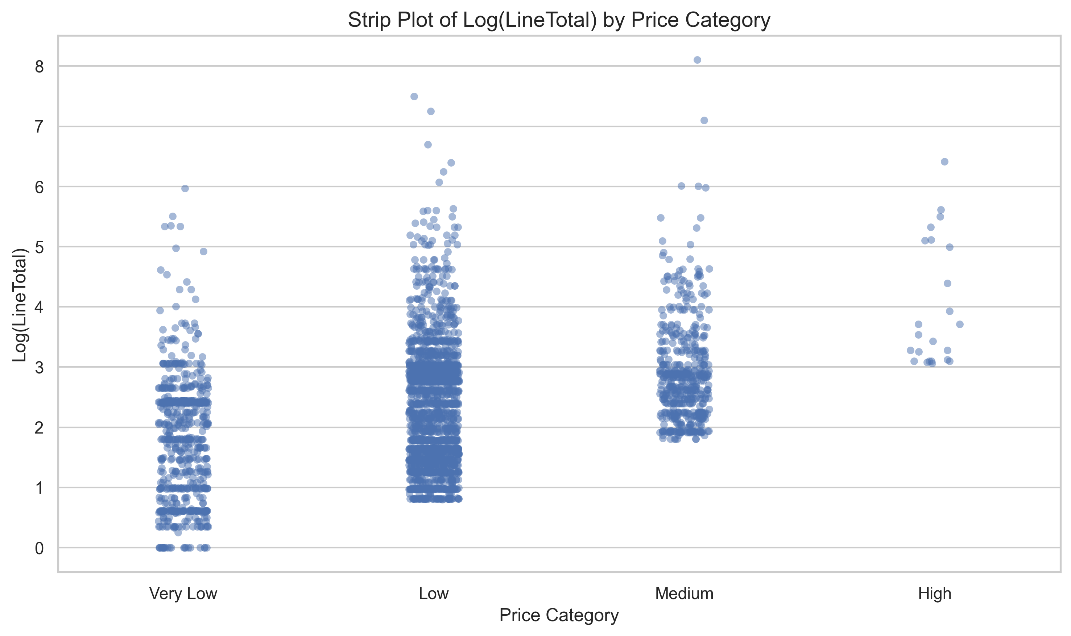 Strip Plot of Log(LineTotal) by Price Category
8
7
6
5
4
3
2
1
0
Log(LineTotal)
Very Low
Low
Medium
High
Price Category